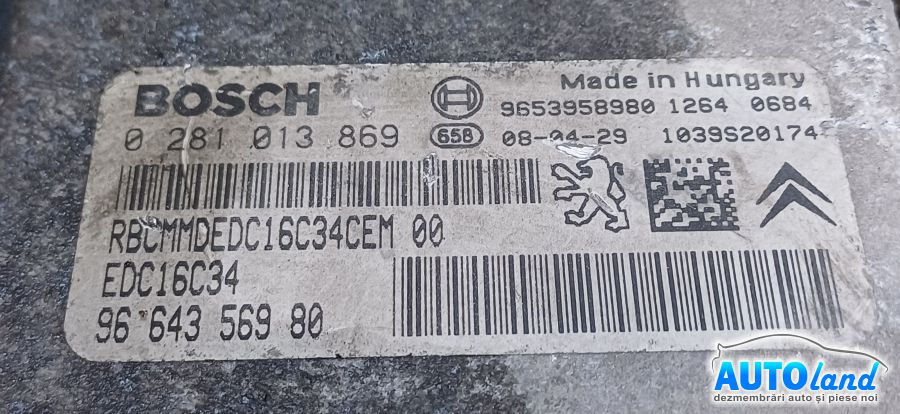 BOSCH
Made in Hungary
9653958980 1264 0684
0 281 013 869 658 08-04-29 1039S20174
RBCMMDEDC16C34CEM 00
EDC16C34
96 643 569 80
AUTOland
dezmembrări auto și piese noi